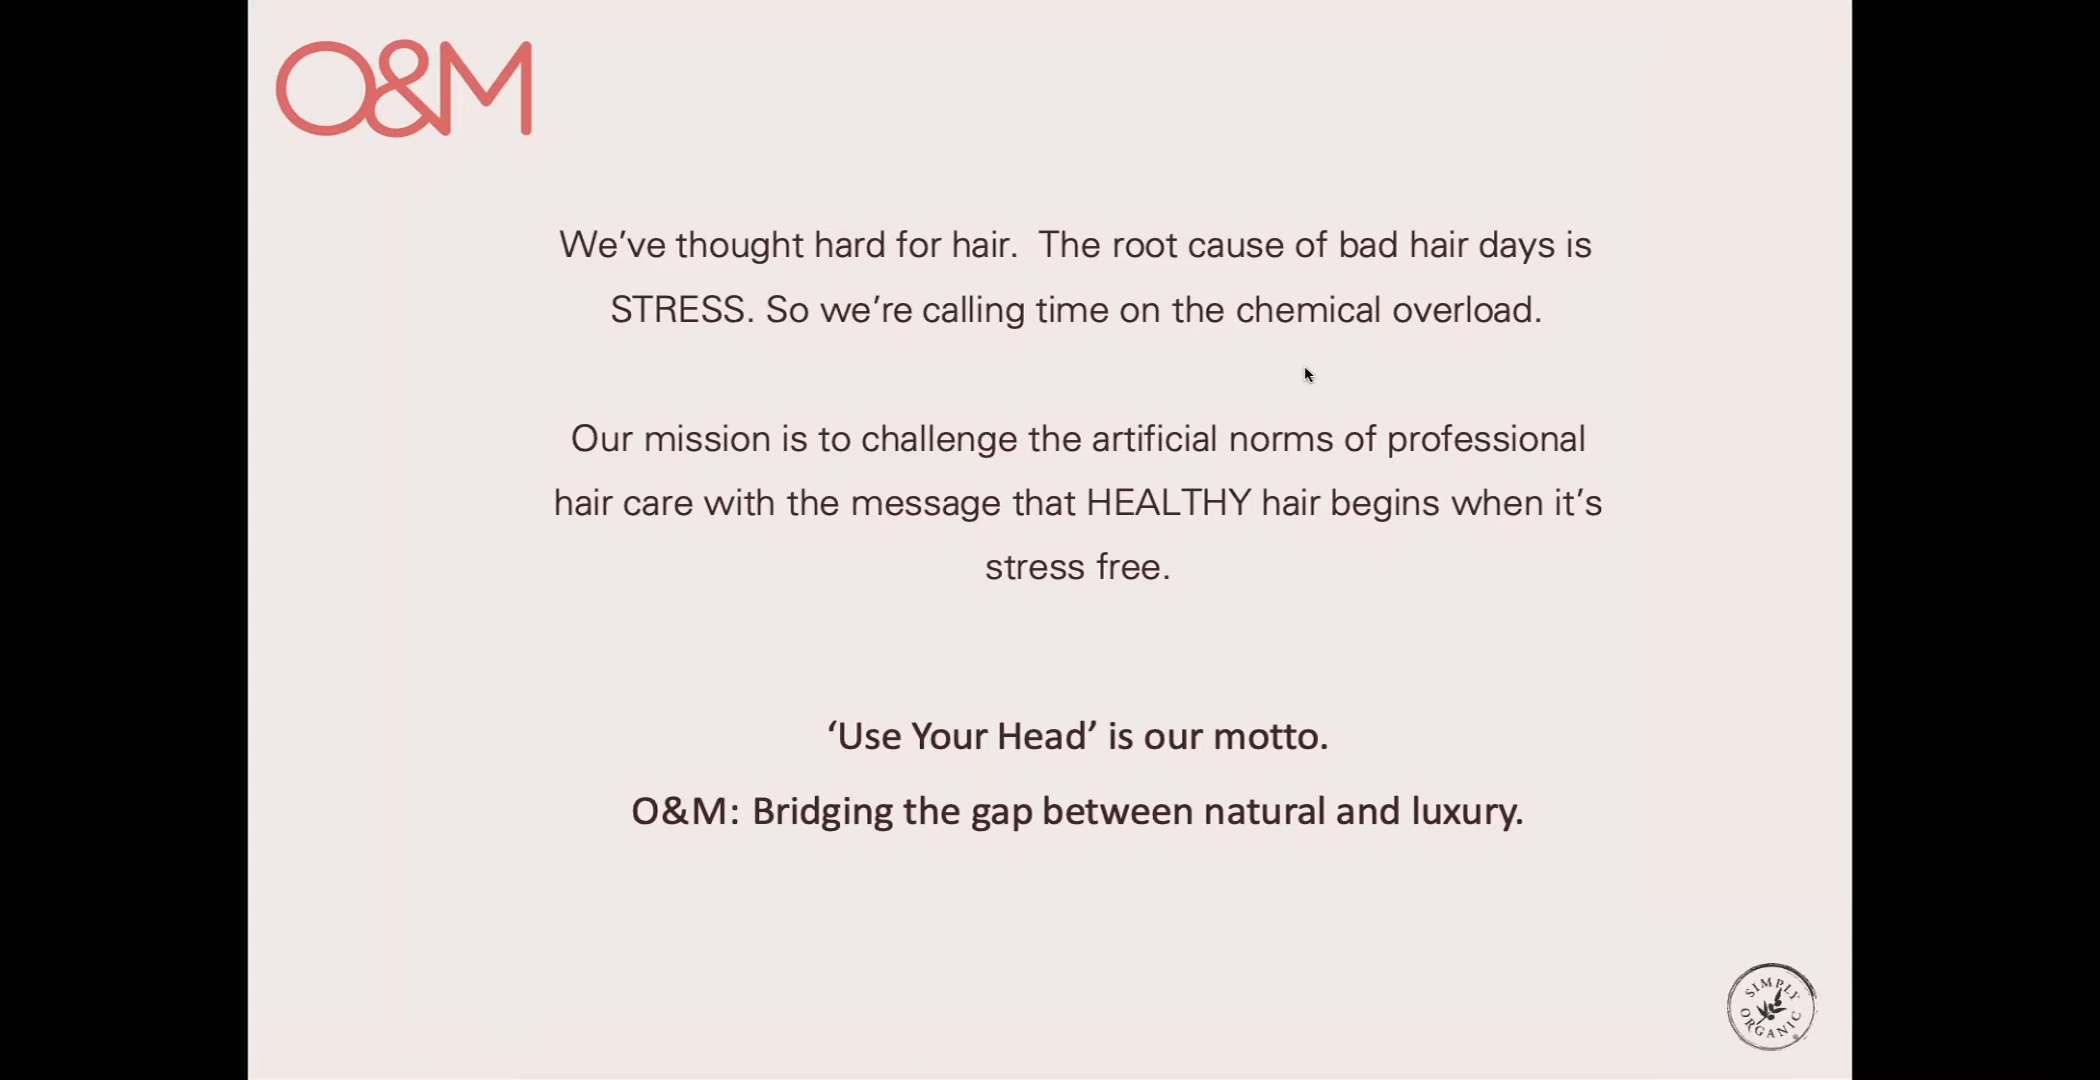 O&M
We’ve thought hard for hair.  The root cause of bad hair days is
STRESS. So we’re calling time on the chemical overload.
Our mission is to challenge the artificial norms of professional
hair care with the message that HEALTHY hair begins when it’s
stress free.
‘Use Your Head’ is our motto.
O&M: Bridging the gap between natural and luxury.
SIMPLY
ORGANIC